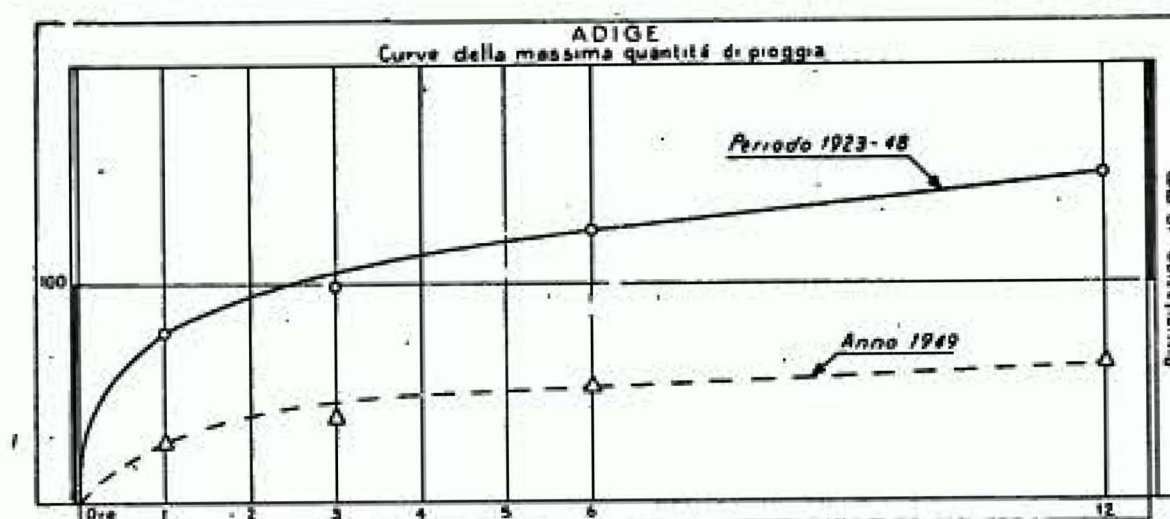 ADIGE
Curve della massima quantità di pioggia
Periodo 1923-48
100
Anno 1949
Ore 1 2 3 4 5 6 12